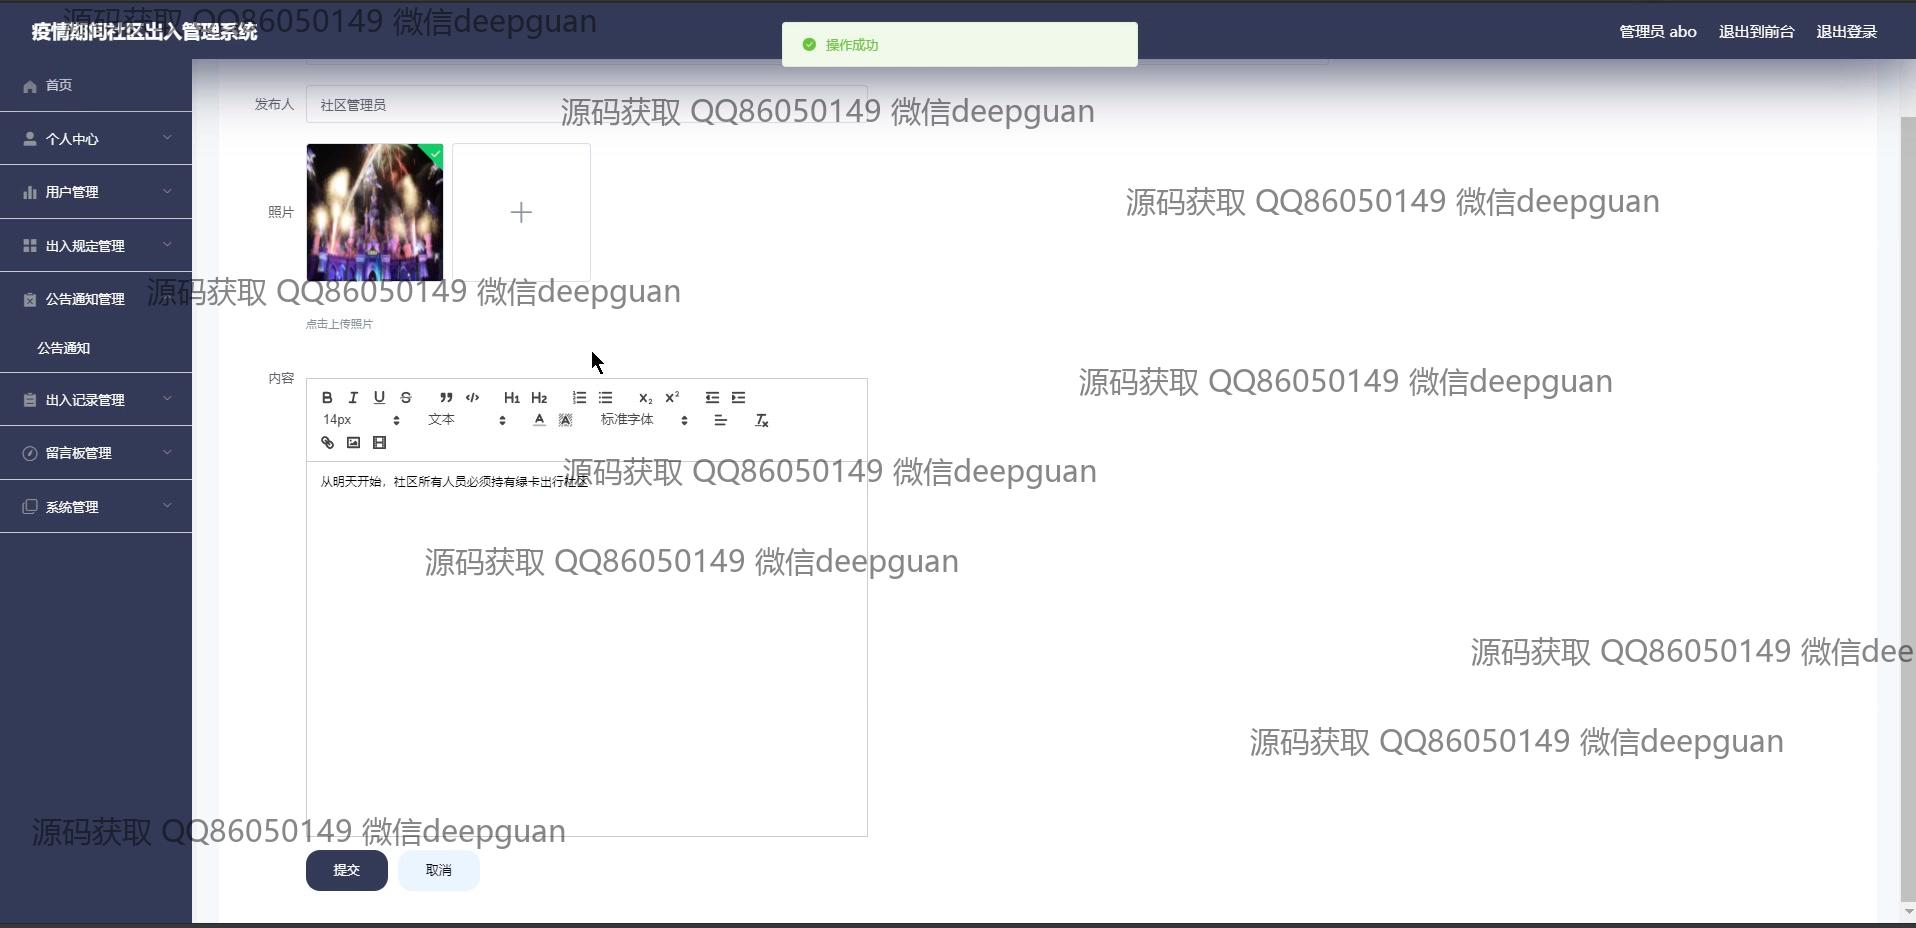 疫情期间社区出入管理系统
源码获取 QQ86050149 微信deepguan
操作成功
管理员 abo
退出到前台
退出登录
首页
个人中心
用户管理
出入规定管理
公告通知管理
公告通知
出入记录管理
留言板管理
系统管理
发布人
社区管理员
源码获取 QQ86050149 微信deepguan
照片
源码获取 QQ86050149 微信deepguan
源码获取 QQ86050149 微信deepguan
点击上传照片
内容
源码获取 QQ86050149 微信deepguan
B I U S H1 H2 X2 X2
14px 文本 A A 标准字体 Tx
从明天开始，社区所有人员必须持有绿卡出行社区
源码获取 QQ86050149 微信deepguan
源码获取 QQ86050149 微信deepguan
源码获取 QQ86050149 微信dee
源码获取 QQ86050149 微信deepguan
源码获取 QQ86050149 微信deepguan
提交
取消